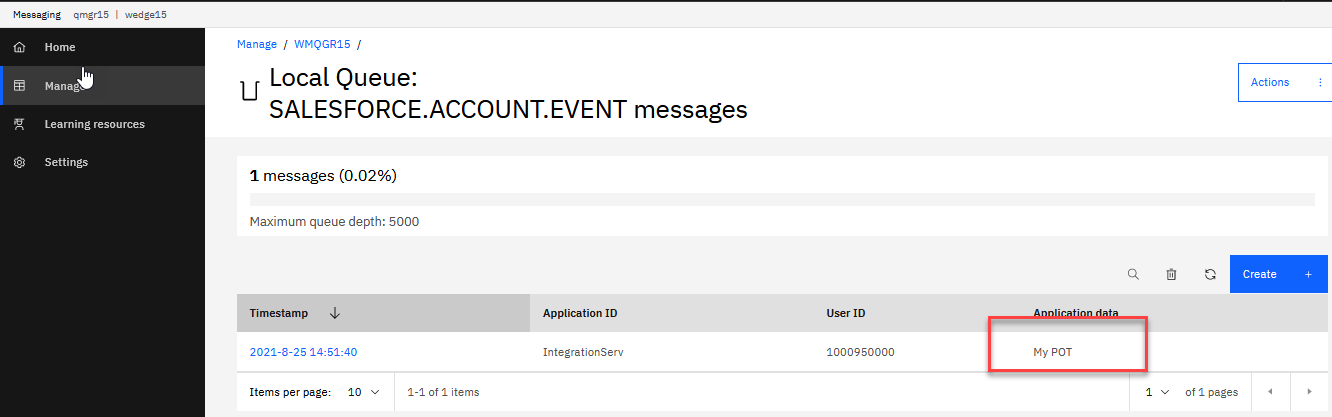 Messaging qmgr15 | wedge15
Home
Manage
Learning resources
Settings
Manage / WMQGR15 /
Local Queue:
SALESFORCE.ACCOUNT.EVENT messages
Actions
1 messages (0.02%)
Maximum queue depth: 5000
Create +
Timestamp Application ID User ID Application data
2021-8-25 14:51:40 IntegrationServ 1000950000 My POT
Items per page: 10 1-1 of 1 items 1 of 1 pages